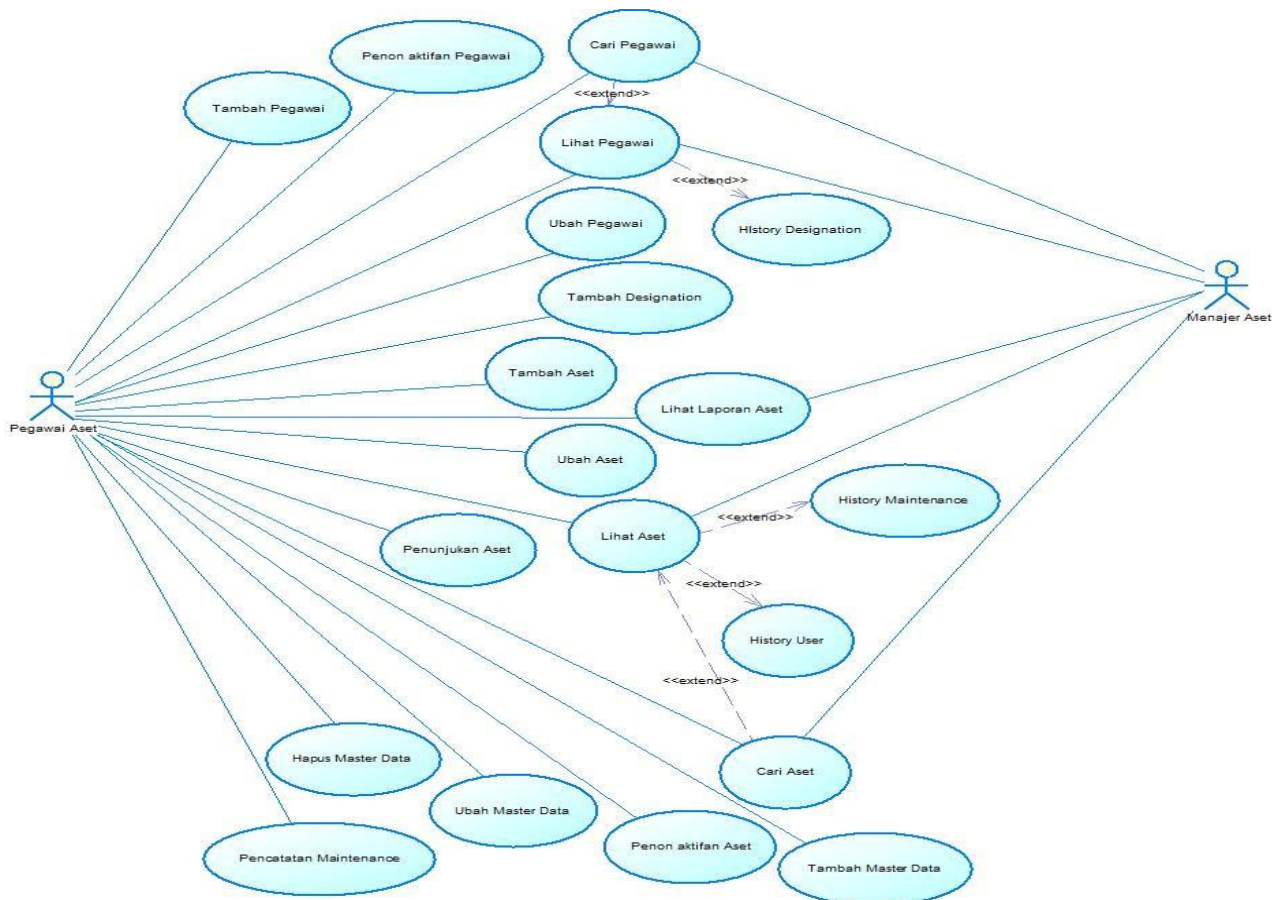 Cari Pegawai
Penon aktifan Pegawai
<<extend>>
Tambah Pegawai
Lihat Pegawai
<<extend>>
Ubah Pegawai
HIstory Designation
Tambah Designation
Manajer Aset
Tambah Aset
Lihat Laporan Aset
Pegawai Aset
Ubah Aset
History Maintenance
<<extend>>
Lihat Aset
Penunjukan Aset
<<extend>>
History User
<<extend>>
Hapus Master Data
Cari Aset
Ubah Master Data
Penon aktifan Aset
Pencatatan Maintenance
Tambah Master Data